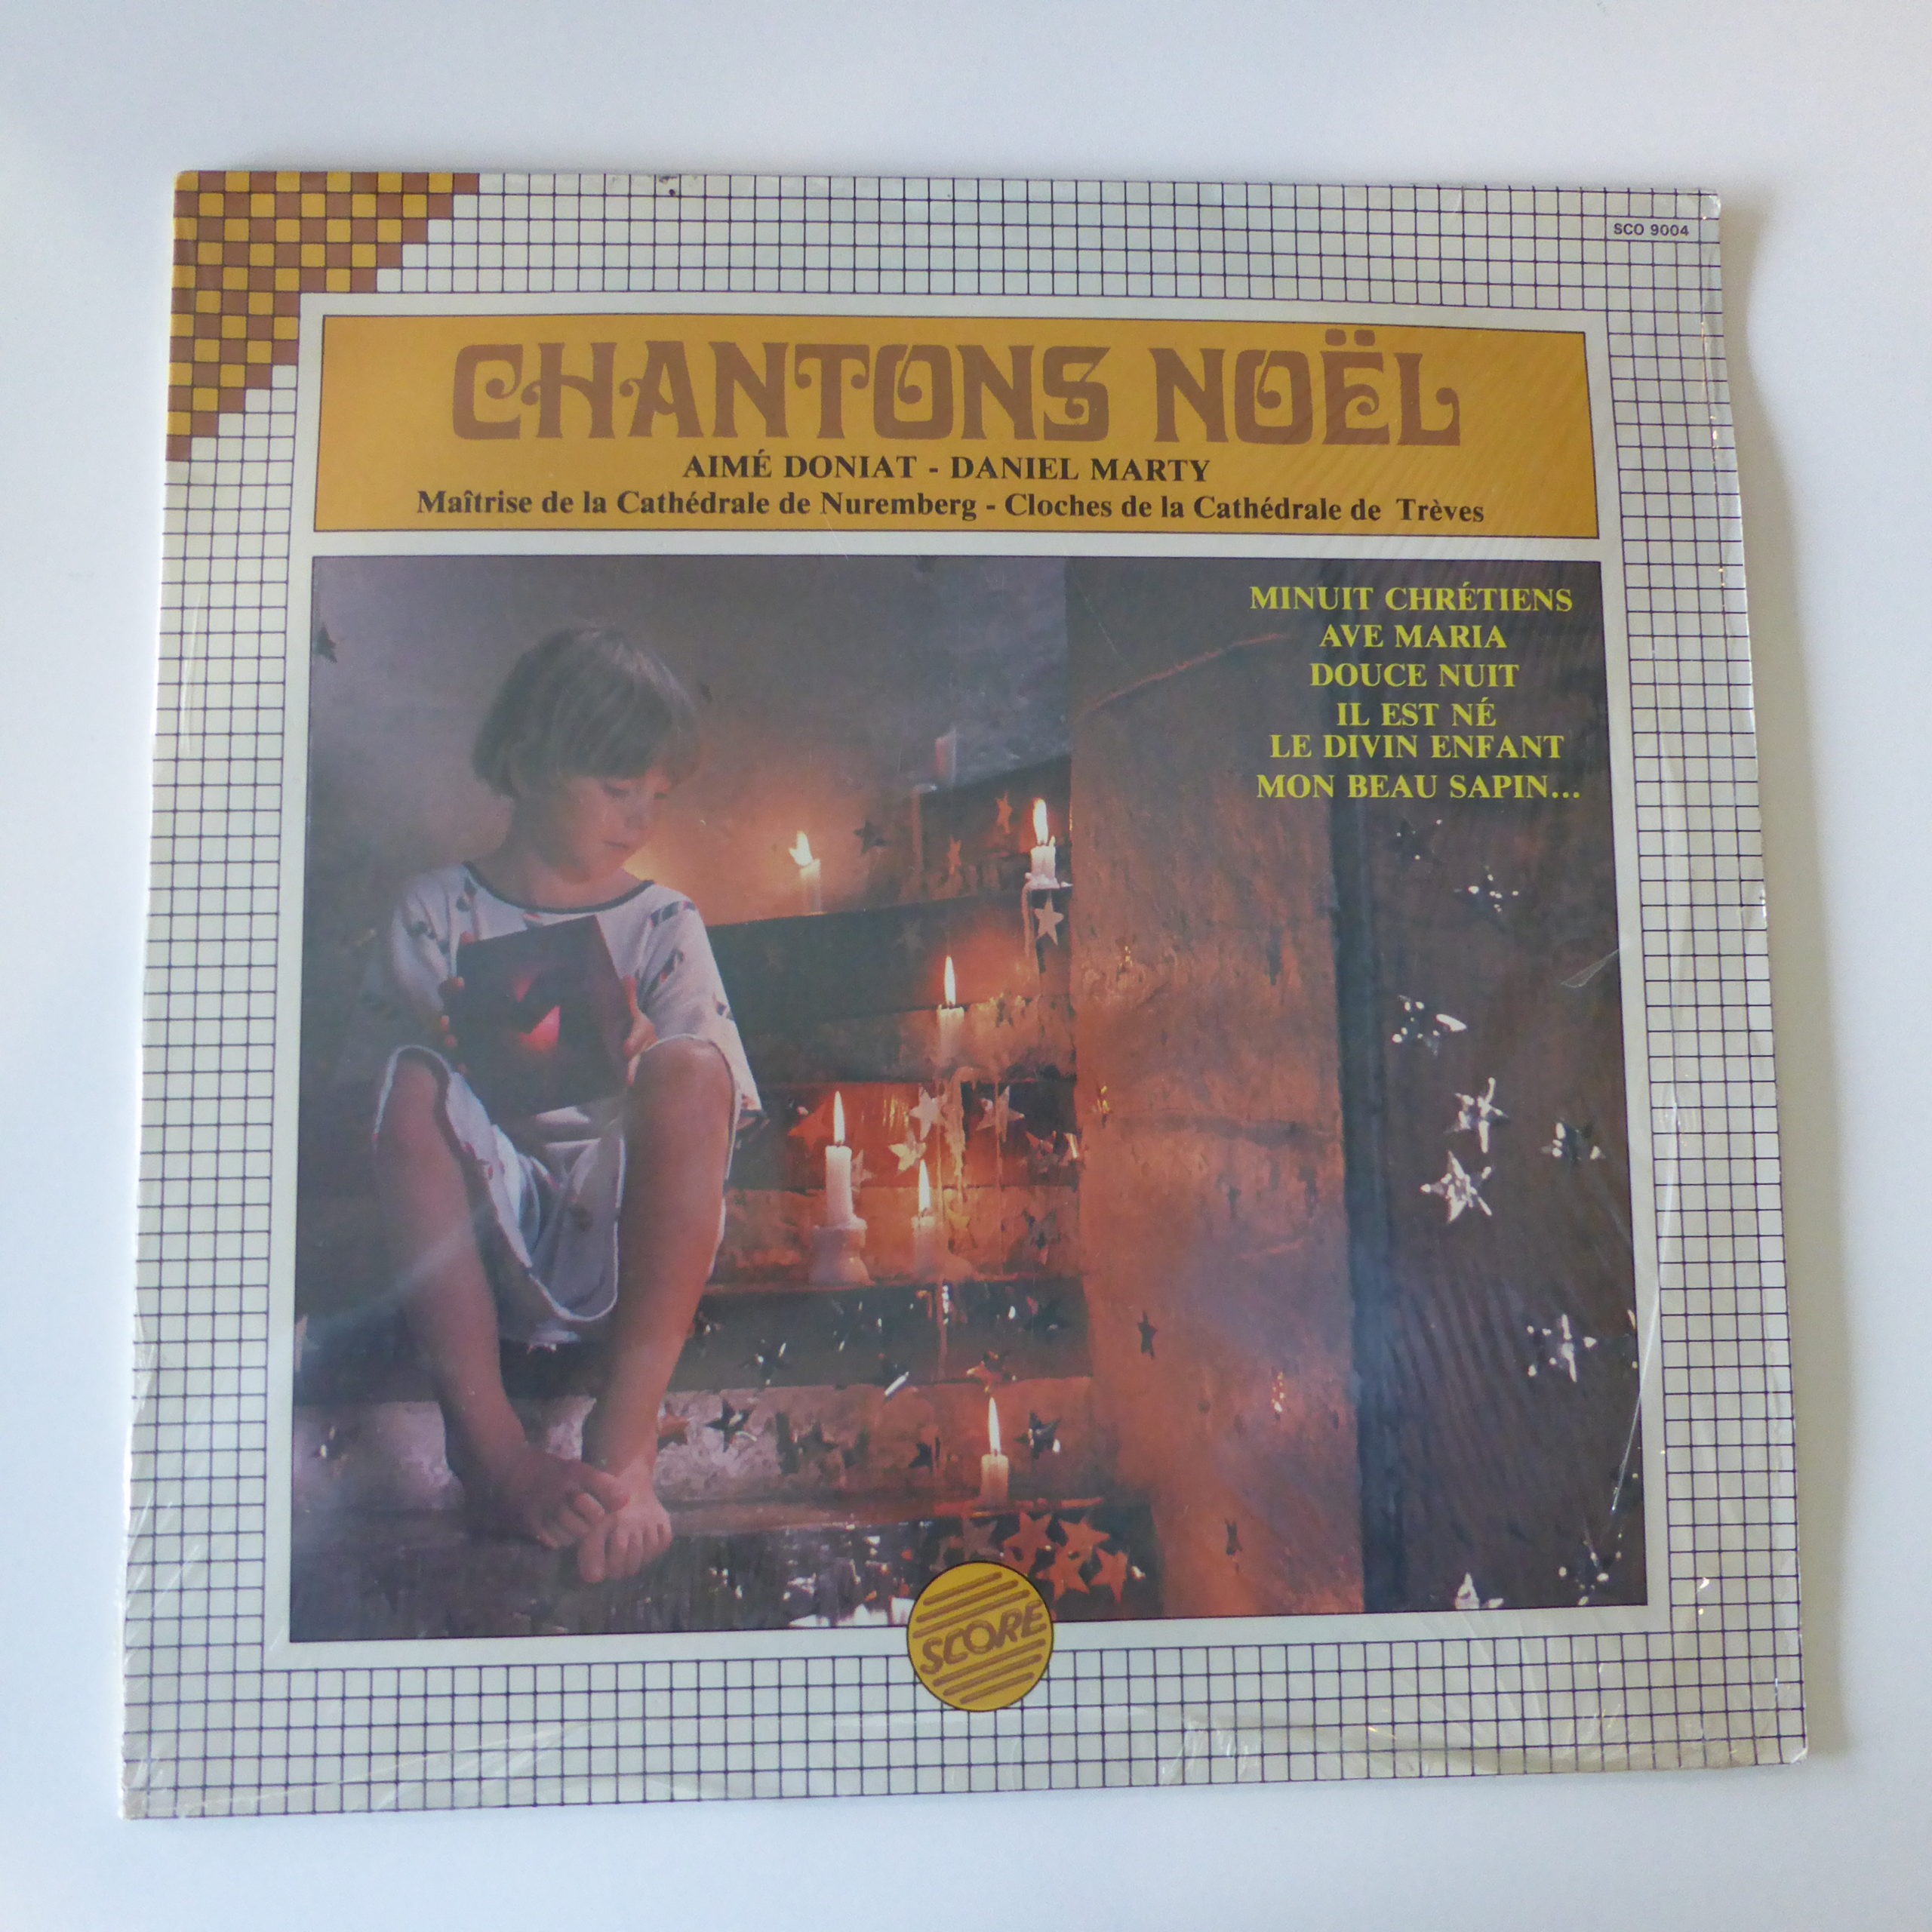 SCO 9004
CHANTONS NOËL
AIMÉ DONIAT - DANIEL MARTY
Maîtrise de la Cathédrale de Nuremberg - Cloches de la Cathédrale de Trèves
MINUIT CHRÉTIENS
AVE MARIA
DOUCE NUIT
IL EST NÉ
LE DIVIN ENFANT
MON BEAU SAPIN...
SCORE